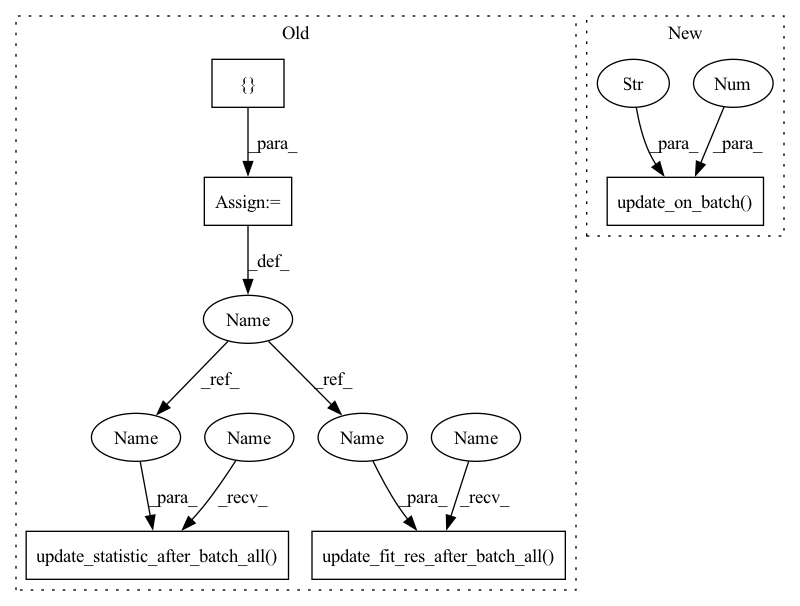 Old
New
{}
Str
Num
_para_
_para_
_para_
Assign:=
update_on_batch()
_def_
Name
_ref_
_ref_
Name
Name
Name
Name
_para_
_recv_
_para_
_recv_
update_statistic_after_batch_all()
update_fit_res_after_batch_all()